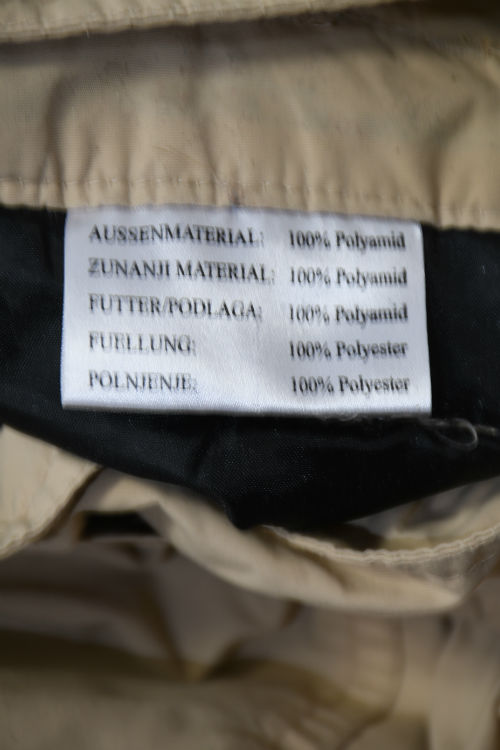 AUSSENMATERIAL: 100% Polyamid
ZUNANJI MATERIAL: 100% Polyamid
FUTTER/PODLAGA: 100% Polyamid
FUELLUNG: 100% Polyester
POLNJENJE: 100% Polyester